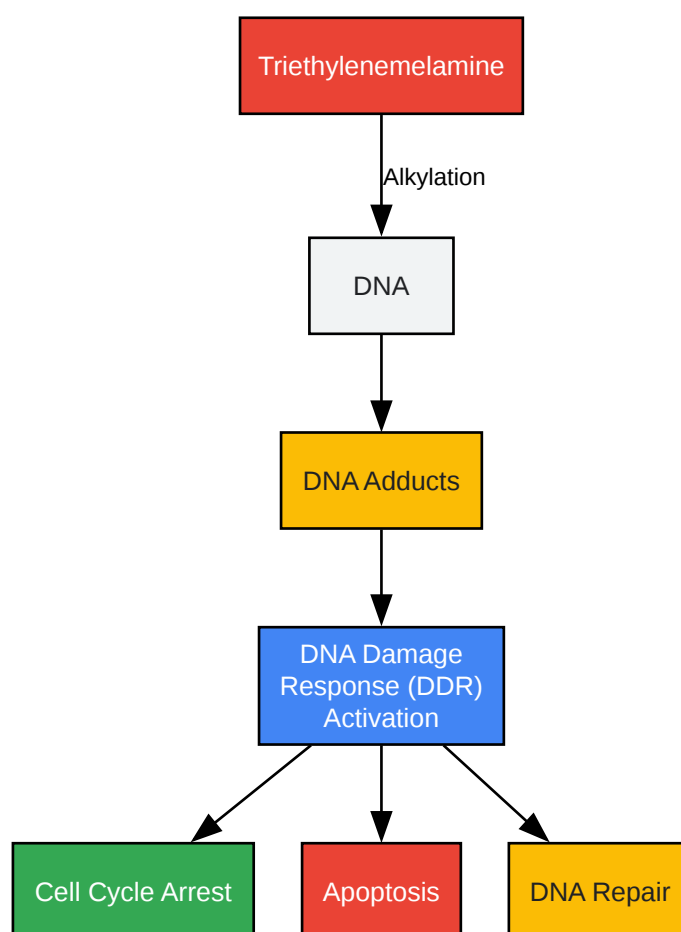 Triethylenemelamine
Alkylation
DNA
DNA Adducts
DNA Damage
Response (DDR)
Activation
Cell Cycle Arrest
Apoptosis
DNA Repair